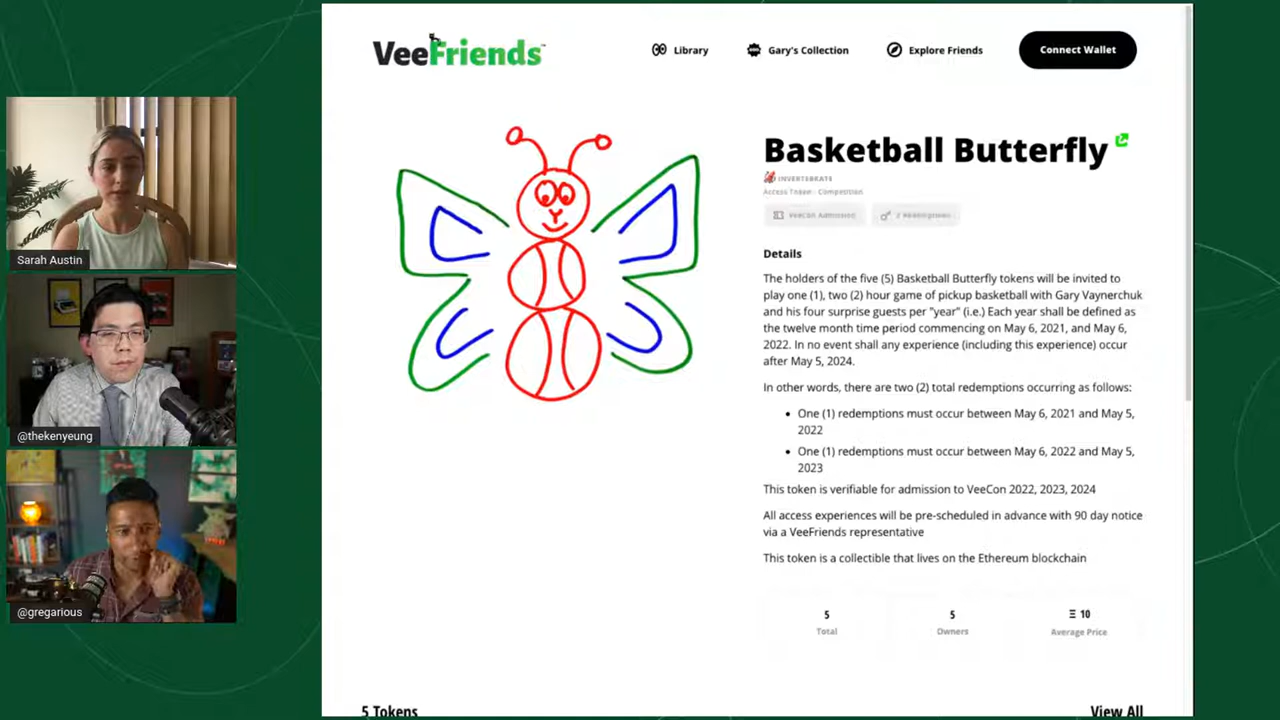 VeeFriends
Library
Gary's Collection
Explore Friends
Connect Wallet
Basketball Butterfly
INVERTEBRATE
Access Token · Competition
VeeCon Admission
2 Redemptions
Details
The holders of the five (5) Basketball Butterfly tokens will be invited to
play one (1), two (2) hour game of pickup basketball with Gary Vaynerchuk
and his four surprise guests per "year" (i.e.) Each year shall be defined as
the twelve month time period commencing on May 6, 2021, and May 6,
2022. In no event shall any experience (including this experience) occur
after May 5, 2024.
In other words, there are two (2) total redemptions occurring as follows:
• One (1) redemptions must occur between May 6, 2021 and May 5,
2022
• One (1) redemptions must occur between May 6, 2022 and May 5,
2023
This token is verifiable for admission to VeeCon 2022, 2023, 2024
All access experiences will be pre-scheduled in advance with 90 day notice
via a VeeFriends representative
This token is a collectible that lives on the Ethereum blockchain
5
Total
5
Owners
Ξ 10
Average Price
5 Tokens
View All
Sarah Austin
@thekenyeung
@gregarious